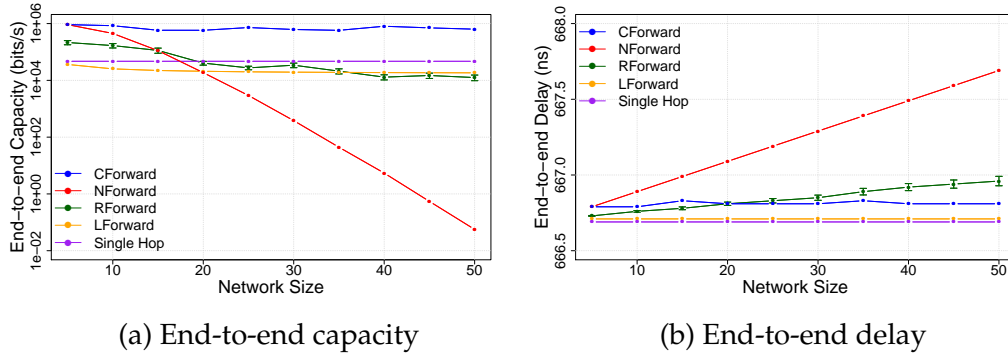 End−to−end Capacity (bits/s)
1e+06
1e+04
1e+02
1e+00
1e−02
CForward
NForward
RForward
LForward
Single Hop
10
20
30
40
50
Network Size
(a) End-to-end capacity
End−to−end Delay (ns)
668.0
667.5
667.0
666.5
CForward
NForward
RForward
LForward
Single Hop
10
20
30
40
50
Network Size
(b) End-to-end delay